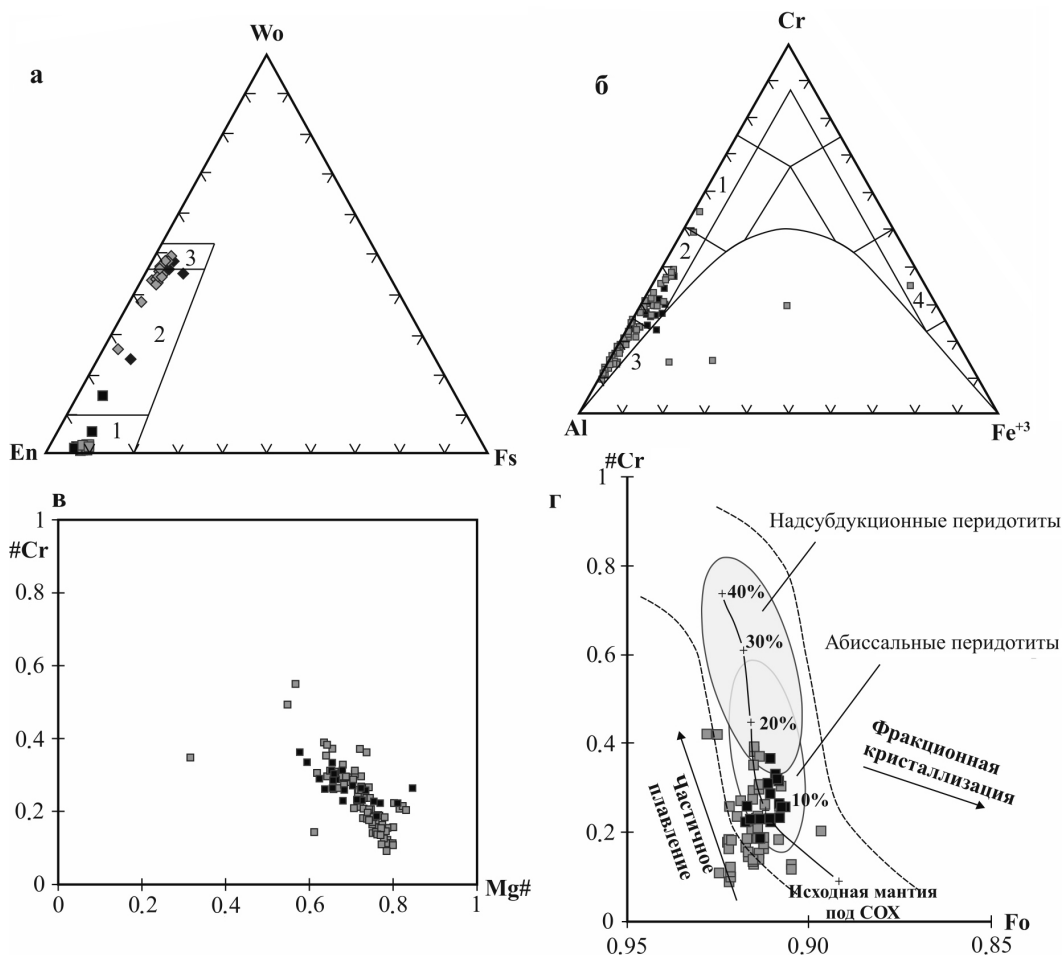 а
Wo
3
2
1
En
Fs
б
Cr
1
2
3
4
Al
Fe+3
в
#Cr
1
0.8
0.6
0.4
0.2
0
0
0.2
0.4
0.6
0.8
1
Mg#
г
#Cr
1
0.8
0.6
0.4
0.2
0
Надсубдукционные перидотиты
Абиссальные перидотиты
40%
30%
20%
10%
Фракционная
кристаллизация
Частичное
плавление
Исходная мантия
под СОХ
Fo
0.95
0.90
0.85